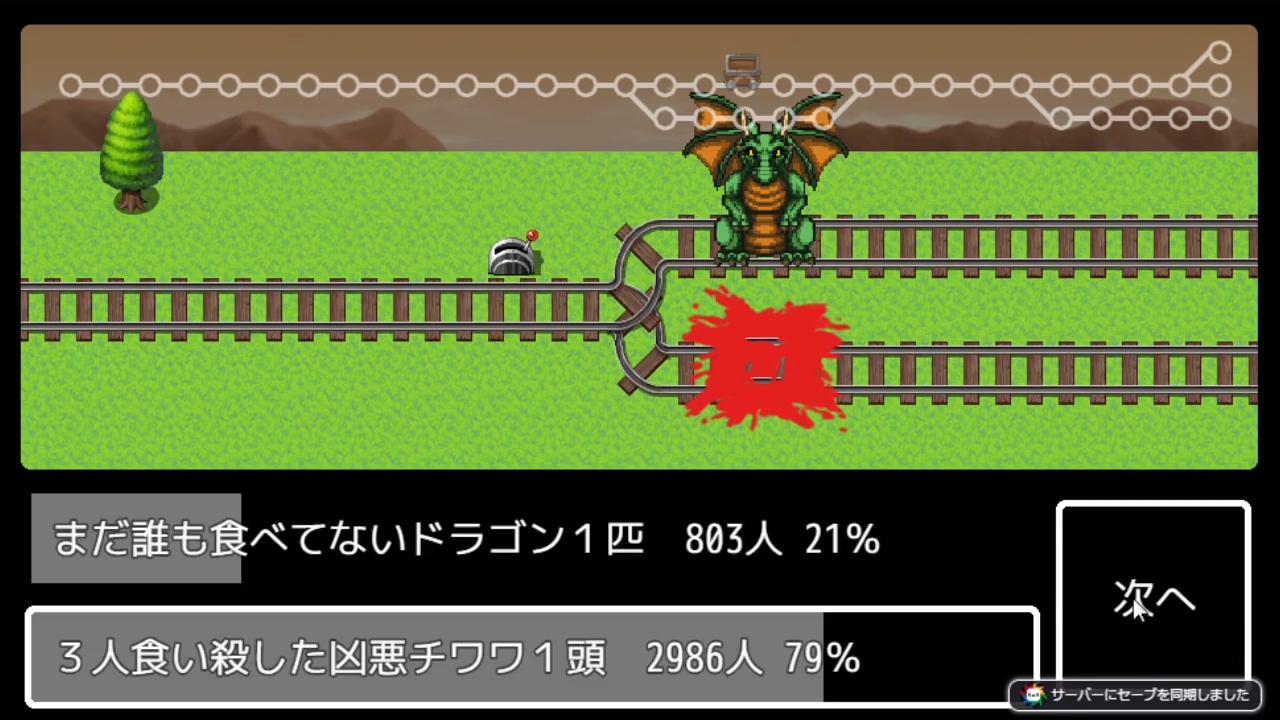 まだ誰も食べてないドラゴン１匹　803人 21%
次へ
３人食い殺した凶悪チワワ１頭　2986人 79%
サーバーにセーブを同期しました